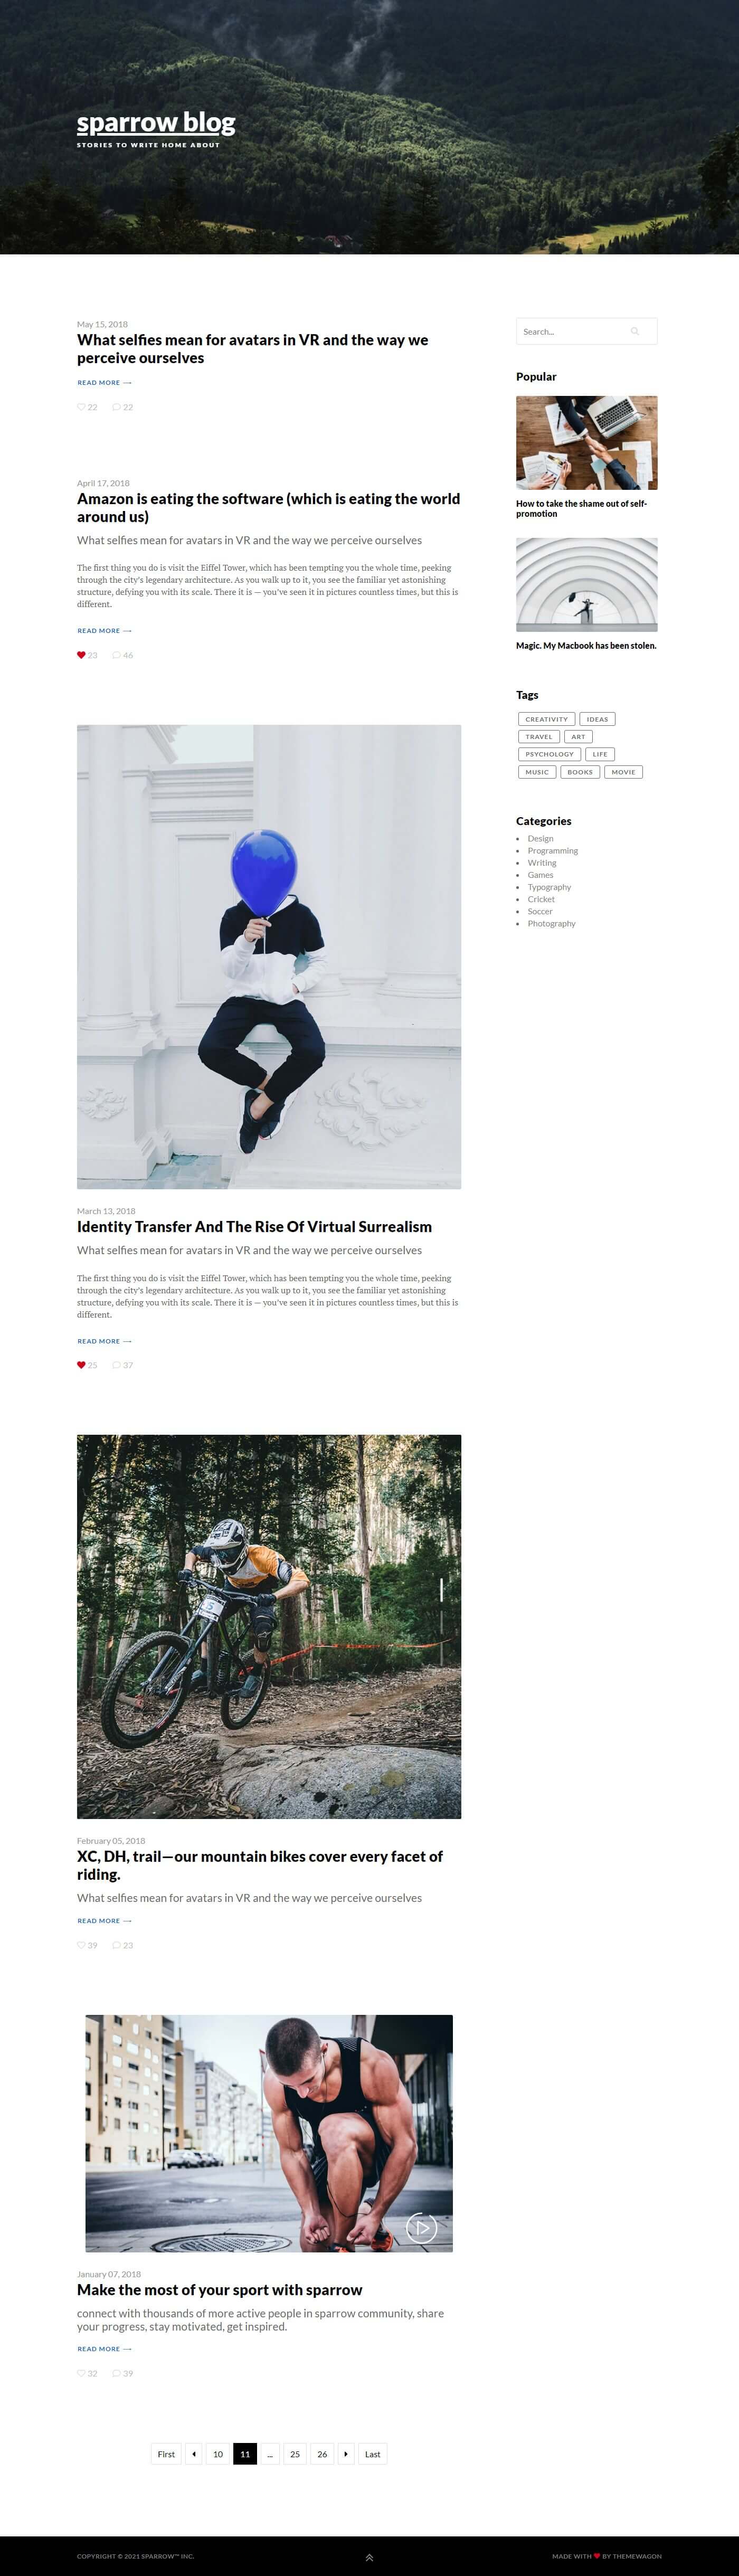 sparrow blog
STORIES TO WRITE HOME ABOUT
May 15, 2018
What selfies mean for avatars in VR and the way we
perceive ourselves
READ MORE
22 22
April 17, 2018
Amazon is eating the software (which is eating the world
around us)
What selfies mean for avatars in VR and the way we perceive ourselves
The first thing you do is visit the Eiffel Tower, which has been tempting you the whole time, peeking
through the city's legendary architecture. As you walk up to it, you see the familiar yet astonishing
structure, defying you with its scale. There it is — you've seen it in pictures countless times, but this is
different.
READ MORE
23 46
March 13, 2018
Identity Transfer And The Rise Of Virtual Surrealism
What selfies mean for avatars in VR and the way we perceive ourselves
The first thing you do is visit the Eiffel Tower, which has been tempting you the whole time, peeking
through the city's legendary architecture. As you walk up to it, you see the familiar yet astonishing
structure, defying you with its scale. There it is — you've seen it in pictures countless times, but this is
different.
READ MORE
25 37
5
February 05, 2018
XC, DH, trail—our mountain bikes cover every facet of
riding.
What selfies mean for avatars in VR and the way we perceive ourselves
READ MORE
39 23
January 07, 2018
Make the most of your sport with sparrow
connect with thousands of more active people in sparrow community, share
your progress, stay motivated, get inspired.
READ MORE
32 39
First 10 11 ... 25 26 Last
Search...
Popular
How to take the shame out of self-
promotion
Magic. My Macbook has been stolen.
Tags
CREATIVITY IDEAS
TRAVEL ART
PSYCHOLOGY LIFE
MUSIC BOOKS MOVIE
Categories
Design
Programming
Writing
Games
Typography
Cricket
Soccer
Photography
COPYRIGHT © 2021 SPARROW™ INC.
MADE WITH ❤ BY THEMEWAGON